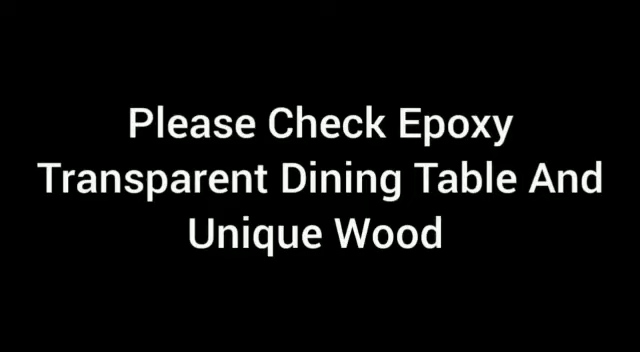 Please Check Epoxy
Transparent Dining Table And
Unique Wood